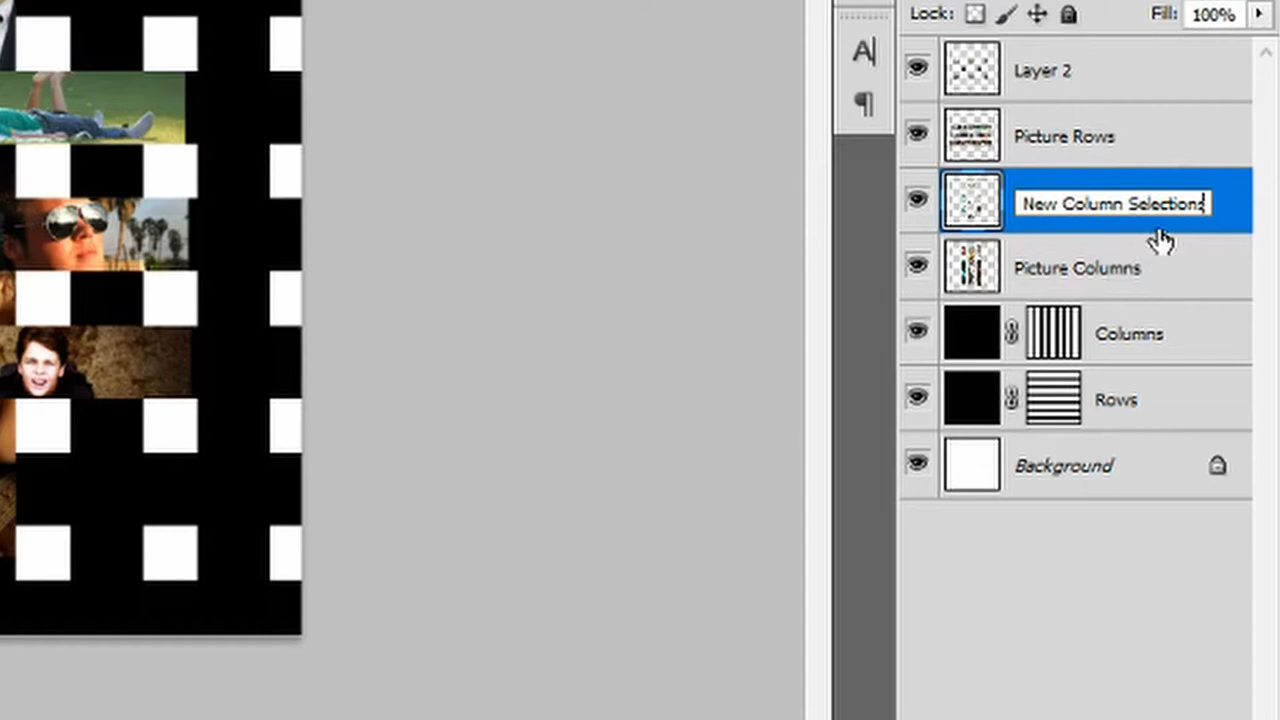 Lock: Fill: 100%
Layer 2
Picture Rows
New Column Selections
Picture Columns
Columns
Rows
Background